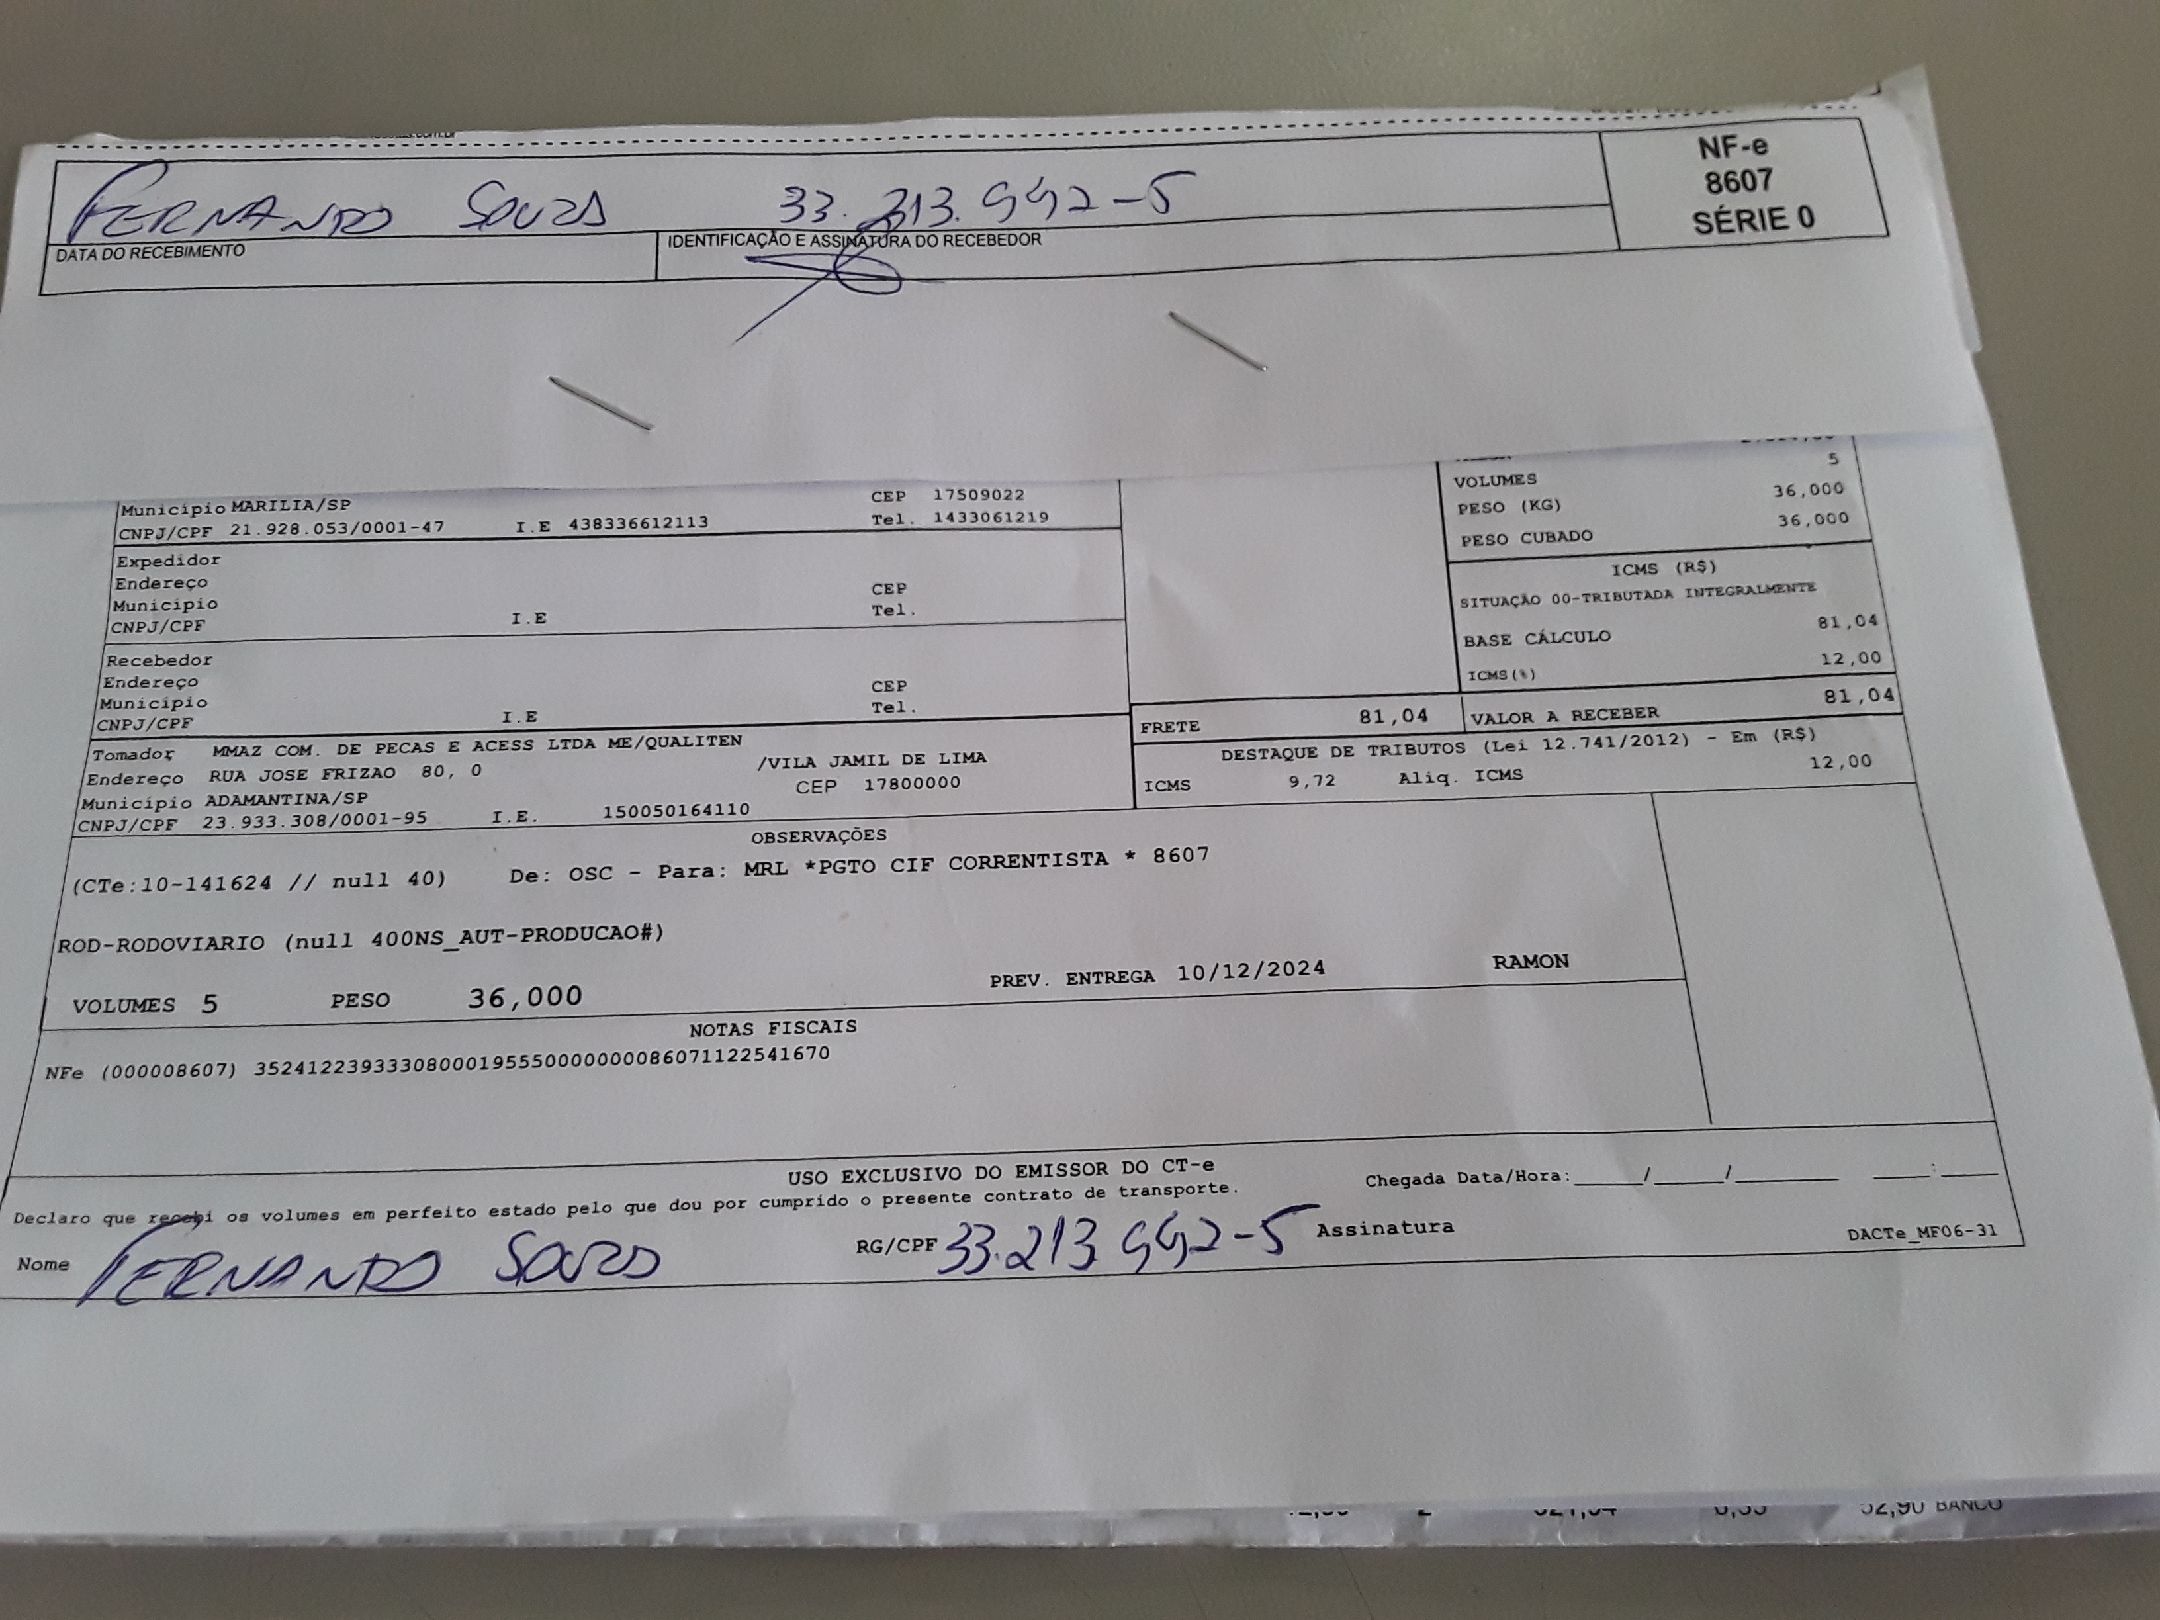 FERNANDO SOUZA 33.213.992-5
NF-e
8607
SÉRIE 0
DATA DO RECEBIMENTO
IDENTIFICAÇÃO E ASSINATURA DO RECEBEDOR
Município MARILIA/SP CEP 17509022
CNPJ/CPF 21.928.053/0001-47 I.E 438336612113 Tel. 1433061219
VOLUMES 5
PESO (KG) 36,000
PESO CUBADO 36,000
Expedidor
Endereço CEP
Município Tel.
CNPJ/CPF I.E
ICMS (R$)
SITUAÇÃO 00-TRIBUTADA INTEGRALMENTE
BASE CÁLCULO 81,04
ICMS(%) 12,00
Recebedor
Endereço CEP
Município Tel.
CNPJ/CPF I.E
FRETE 81,04 VALOR A RECEBER 81,04
Tomador MMAZ COM. DE PECAS E ACESS LTDA ME/QUALITEN
Endereço RUA JOSE FRIZAO 80, 0 /VILA JAMIL DE LIMA
Município ADAMANTINA/SP CEP 17800000
CNPJ/CPF 23.933.308/0001-95 I.E. 150050164110
DESTAQUE DE TRIBUTOS (Lei 12.741/2012) - Em (R$)
ICMS 9,72 Aliq. ICMS 12,00
OBSERVAÇÕES
(CTe:10-141624 // null 40) De: OSC - Para: MRL *PGTO CIF CORRENTISTA * 8607
ROD-RODOVIARIO (null 400NS_AUT-PRODUCAO#)
VOLUMES 5 PESO 36,000 PREV. ENTREGA 10/12/2024 RAMON
NOTAS FISCAIS
NFe (000008607) 35241223933308000195550000000086071122541670
USO EXCLUSIVO DO EMISSOR DO CT-e
Declaro que recebi os volumes em perfeito estado pelo que dou por cumprido o presente contrato de transporte. Chegada Data/Hora:____/____/______ ___:___
Nome FERNANDO SOUZA RG/CPF 33.213.992-5 Assinatura
DACTe_MF06-31
52,90 BANCO